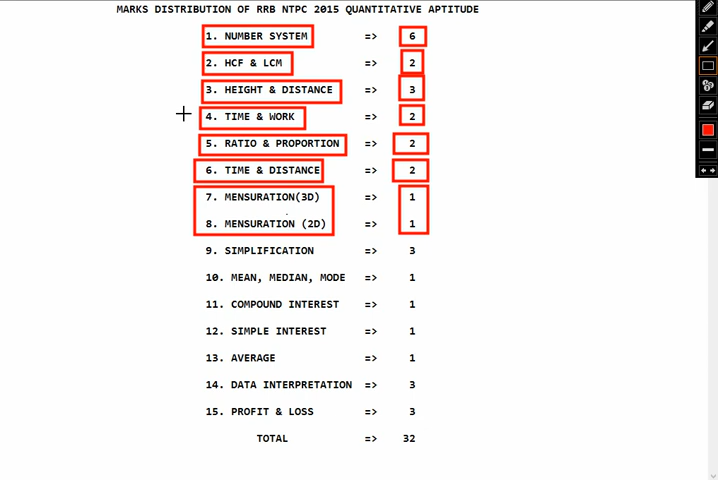 MARKS DISTRIBUTION OF RRB NTPC 2015 QUANTITATIVE APTITUDE
1. NUMBER SYSTEM => 6
2. HCF & LCM => 2
3. HEIGHT & DISTANCE => 3
4. TIME & WORK => 2
5. RATIO & PROPORTION => 2
6. TIME & DISTANCE => 2
7. MENSURATION(3D) => 1
8. MENSURATION (2D) => 1
9. SIMPLIFICATION => 3
10. MEAN, MEDIAN, MODE => 1
11. COMPOUND INTEREST => 1
12. SIMPLE INTEREST => 1
13. AVERAGE => 1
14. DATA INTERPRETATION => 3
15. PROFIT & LOSS => 3
TOTAL => 32